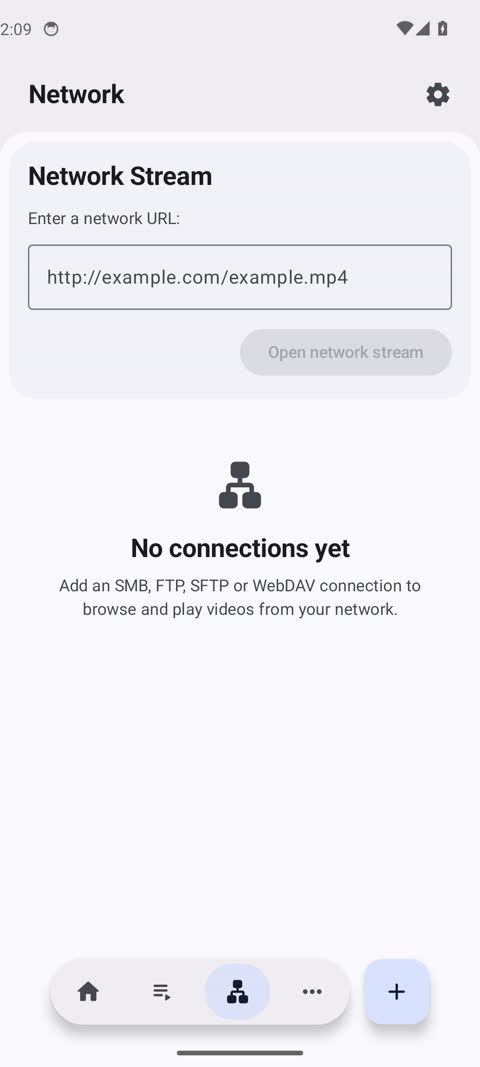 2:09
Network
Network Stream
Enter a network URL:
http://example.com/example.mp4
Open network stream
No connections yet
Add an SMB, FTP, SFTP or WebDAV connection to
browse and play videos from your network.